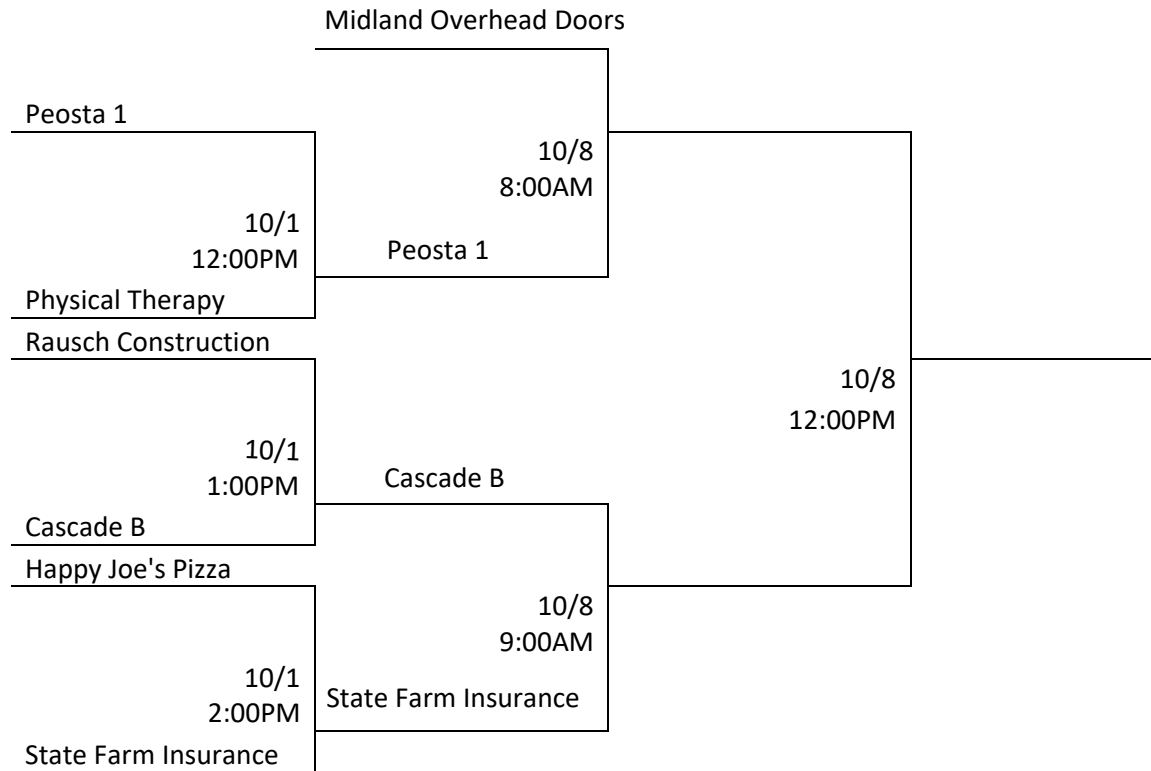 Midland Overhead Doors
Peosta 1
10/8
8:00AM
10/1
12:00PM
Peosta 1
Physical Therapy
Rausch Construction
10/8
12:00PM
10/1
1:00PM
Cascade B
Cascade B
Happy Joe's Pizza
10/8
9:00AM
10/1
2:00PM
State Farm Insurance
State Farm Insurance